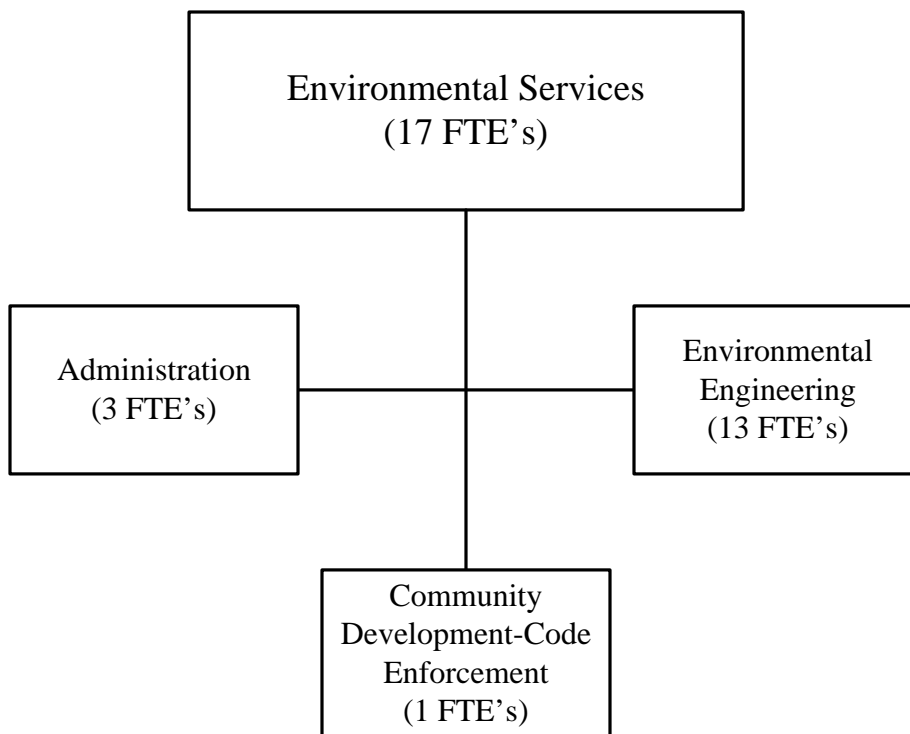 Environmental Services
(17 FTE’s)
Administration
(3 FTE’s)
Environmental
Engineering
(13 FTE’s)
Community
Development-Code
Enforcement
(1 FTE’s)